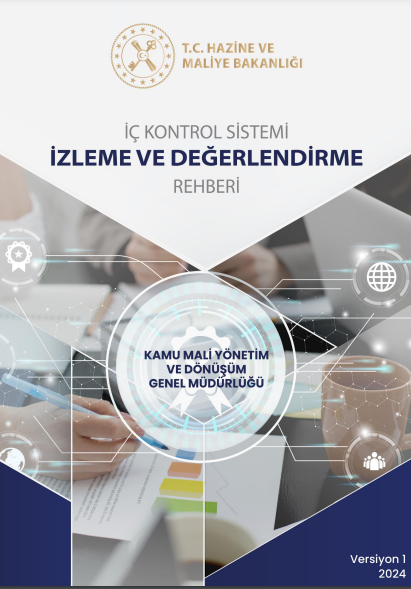 T.C. HAZİNE VE
MALİYE BAKANLIĞI
İÇ KONTROL SİSTEMİ
İZLEME VE DEĞERLENDİRME
REHBERİ
KAMU MALİ YÖNETİM
VE DÖNÜŞÜM
GENEL MÜDÜRLÜĞÜ
Versiyon 1
2024